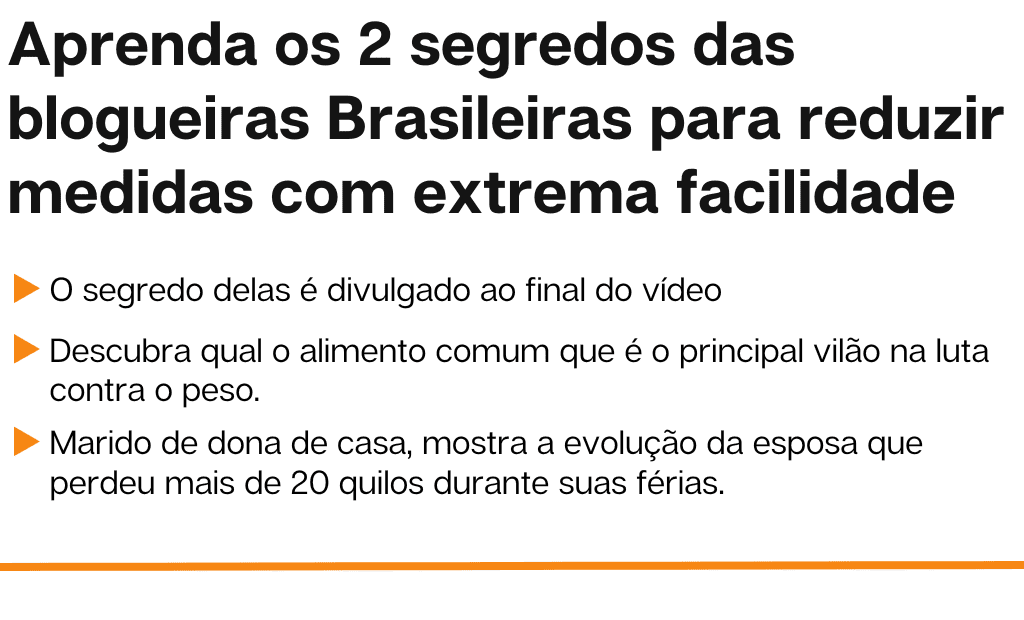 Aprenda os 2 segredos das
blogueiras Brasileiras para reduzir
medidas com extrema facilidade
O segredo delas é divulgado ao final do vídeo
Descubra qual o alimento comum que é o principal vilão na luta
contra o peso.
Marido de dona de casa, mostra a evolução da esposa que
perdeu mais de 20 quilos durante suas férias.